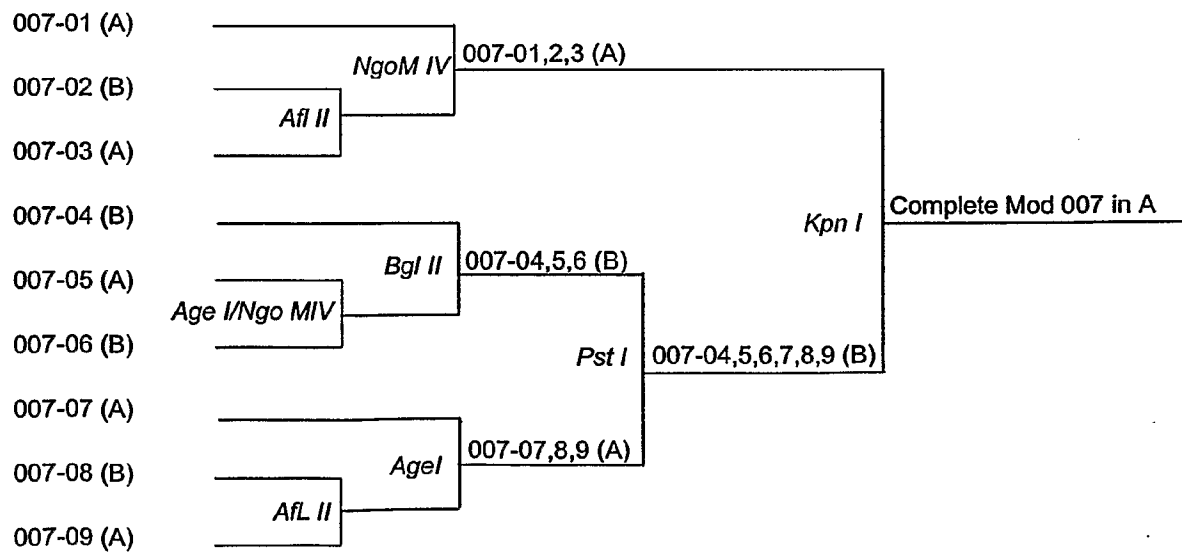 007-01 (A)
NgoM IV
007-01,2,3 (A)
007-02 (B)
Afl II
007-03 (A)
007-04 (B)
Kpn I
Complete Mod 007 in A
Bgl II
007-04,5,6 (B)
007-05 (A)
Age I/Ngo MIV
007-06 (B)
Pst I
007-04,5,6,7,8,9 (B)
007-07 (A)
AgeI
007-07,8,9 (A)
007-08 (B)
AfL II
007-09 (A)